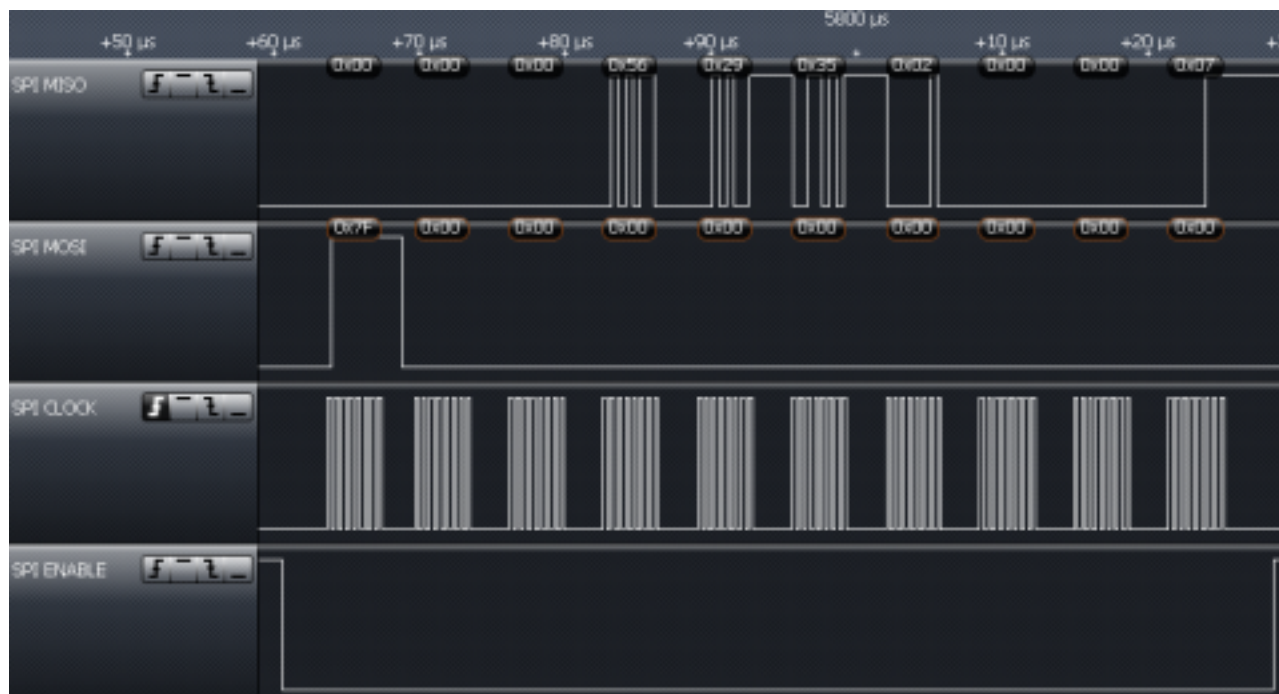 5800 µs
+50 µs +60 µs +70 µs +80 µs +90 µs +10 µs +20 µs +
0x00 0x00 0x00 0x56 0x29 0x35 0x02 0x00 0x00 0x07
SPI MISO
0x7F 0x00 0x00 0x00 0x00 0x00 0x00 0x00 0x00 0x00
SPI MOSI
SPI CLOCK
SPI ENABLE